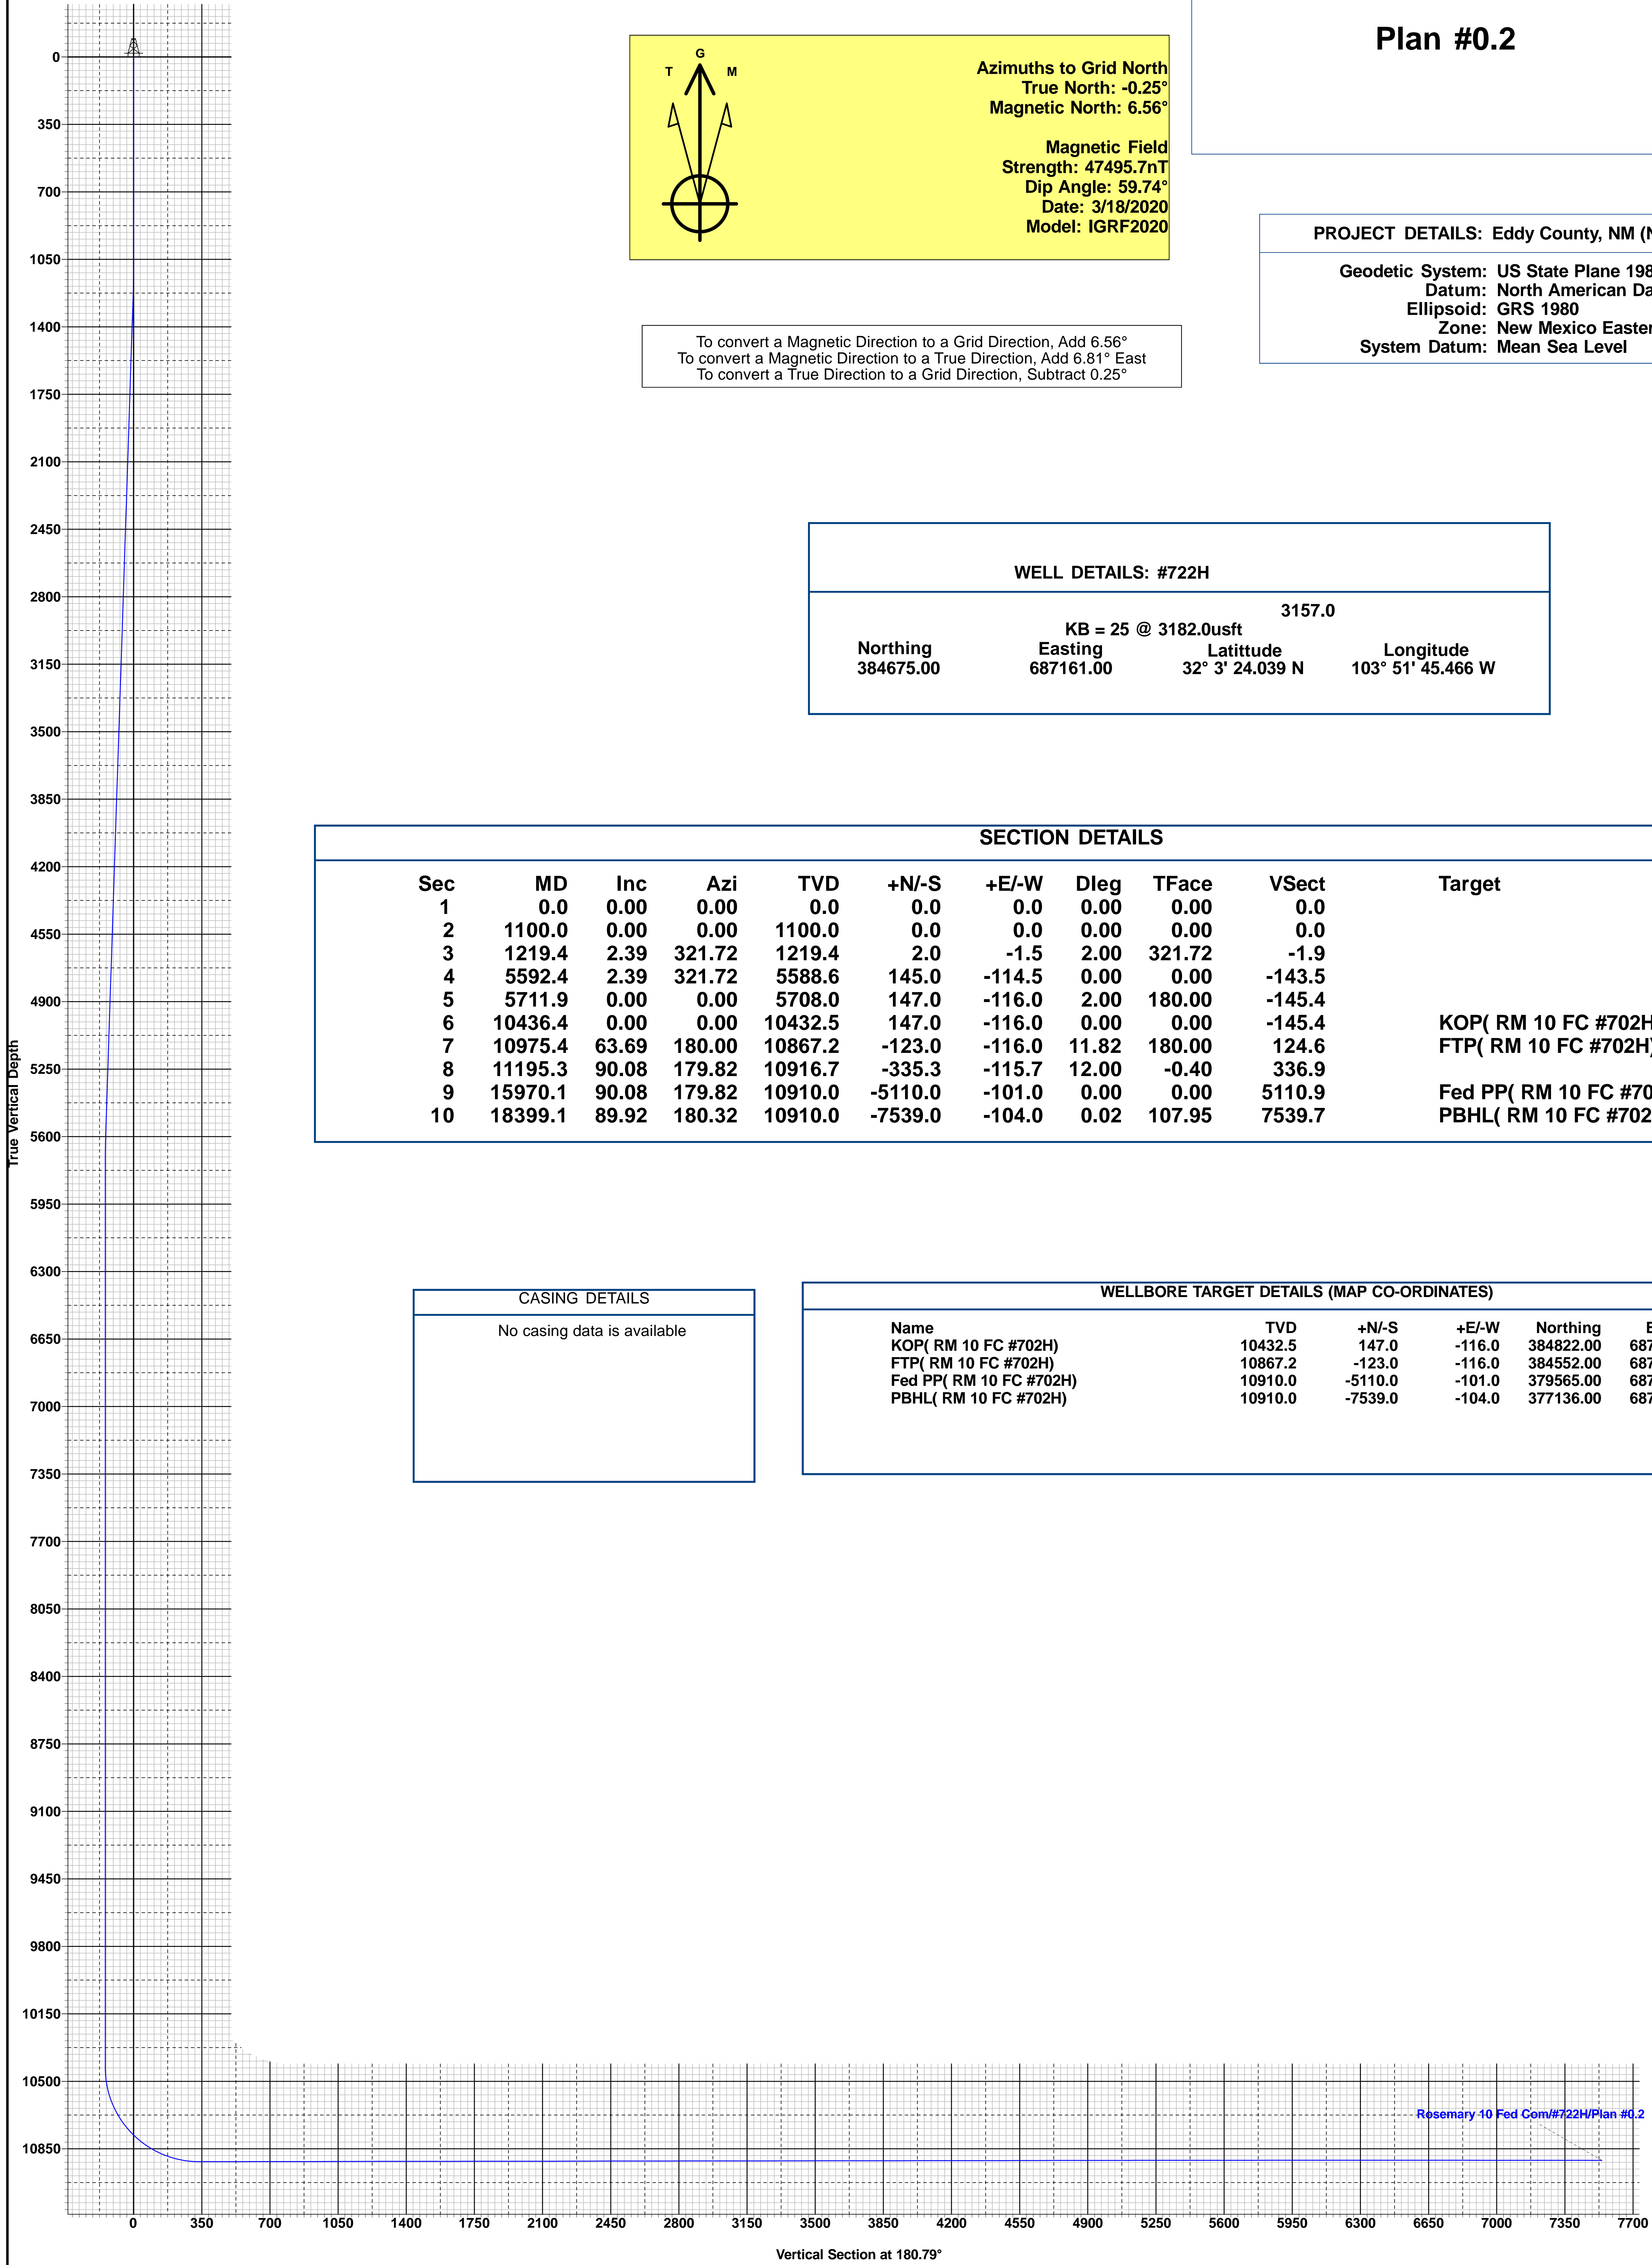 Plan #0.2
T G M
Azimuths to Grid North
True North: -0.25°
Magnetic North: 6.56°
Magnetic Field
Strength: 47495.7nT
Dip Angle: 59.74°
Date: 3/18/2020
Model: IGRF2020
PROJECT DETAILS: Eddy County, NM
Geodetic System: US State Plane
Datum: North American
Ellipsoid: GRS 1980
Zone: New Mexico
System Datum: Mean Sea Level
To convert a Magnetic Direction to a Grid Direction, Add 6.56°
To convert a Magnetic Direction to a True Direction, Add 6.81° East
To convert a True Direction to a Grid Direction, Subtract 0.25°
WELL DETAILS: #722H
3157.0
KB = 25 @ 3182.0usft
Northing Easting Latittude Longitude
384675.00 687161.00 32° 3' 24.039 N 103° 51' 45.466 W
SECTION DETAILS
Sec MD Inc Azi TVD +N/-S +E/-W Dleg TFace VSect Target
1 0.0 0.00 0.00 0.0 0.0 0.0 0.00 0.00 0.0
2 1100.0 0.00 0.00 1100.0 0.0 0.0 0.00 0.00 0.0
3 1219.4 2.39 321.72 1219.4 2.0 -1.5 2.00 321.72 -1.9
4 5592.4 2.39 321.72 5588.6 145.0 -114.5 0.00 0.00 -143.5
5 5711.9 0.00 0.00 5708.0 147.0 -116.0 2.00 180.00 -145.4
6 10436.4 0.00 0.00 10432.5 147.0 -116.0 0.00 0.00 -145.4 KOP( RM 10 FC #702H
7 10975.4 63.69 180.00 10867.2 -123.0 -116.0 11.82 180.00 124.6 FTP( RM 10 FC #702H)
8 11195.3 90.08 179.82 10916.7 -335.3 -115.7 12.00 -0.40 336.9
9 15970.1 90.08 179.82 10910.0 -5110.0 -101.0 0.00 0.00 5110.9 Fed PP( RM 10 FC
10 18399.1 89.92 180.32 10910.0 -7539.0 -104.0 0.02 107.95 7539.7 PBHL( RM 10 FC
CASING DETAILS
No casing data is available
WELLBORE TARGET DETAILS (MAP CO-ORDINATES)
Name TVD +N/-S +E/-W Northing
KOP( RM 10 FC #702H) 10432.5 147.0 -116.0 384822.00
FTP( RM 10 FC #702H) 10867.2 -123.0 -116.0 384552.00
Fed PP( RM 10 FC #702H) 10910.0 -5110.0 -101.0 379565.00
PBHL( RM 10 FC #702H) 10910.0 -7539.0 -104.0 377136.00
True Vertical Depth
0
350
700
1050
1400
1750
2100
2450
2800
3150
3500
3850
4200
4550
4900
5250
5600
5950
6300
6650
7000
7350
7700
8050
8400
8750
9100
9450
9800
10150
10500
10850
Rosemary 10 Fed Com/#722H/Plan #0.2
0 350 700 1050 1400 1750 2100 2450 2800 3150 3500 3850 4200 4550 4900 5250 5600 5950 6300 6650 7000 7350 7700
Vertical Section at 180.79°